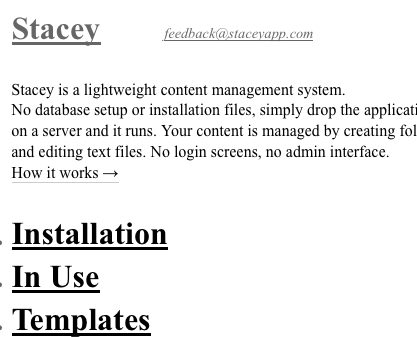 Stacey
feedback@staceyapp.com
Stacey is a lightweight content management system.
No database setup or installation files, simply drop the
on a server and it runs. Your content is managed by creating
and editing text files. No login screens, no admin interface.
How it works →
Installation
In Use
Templates